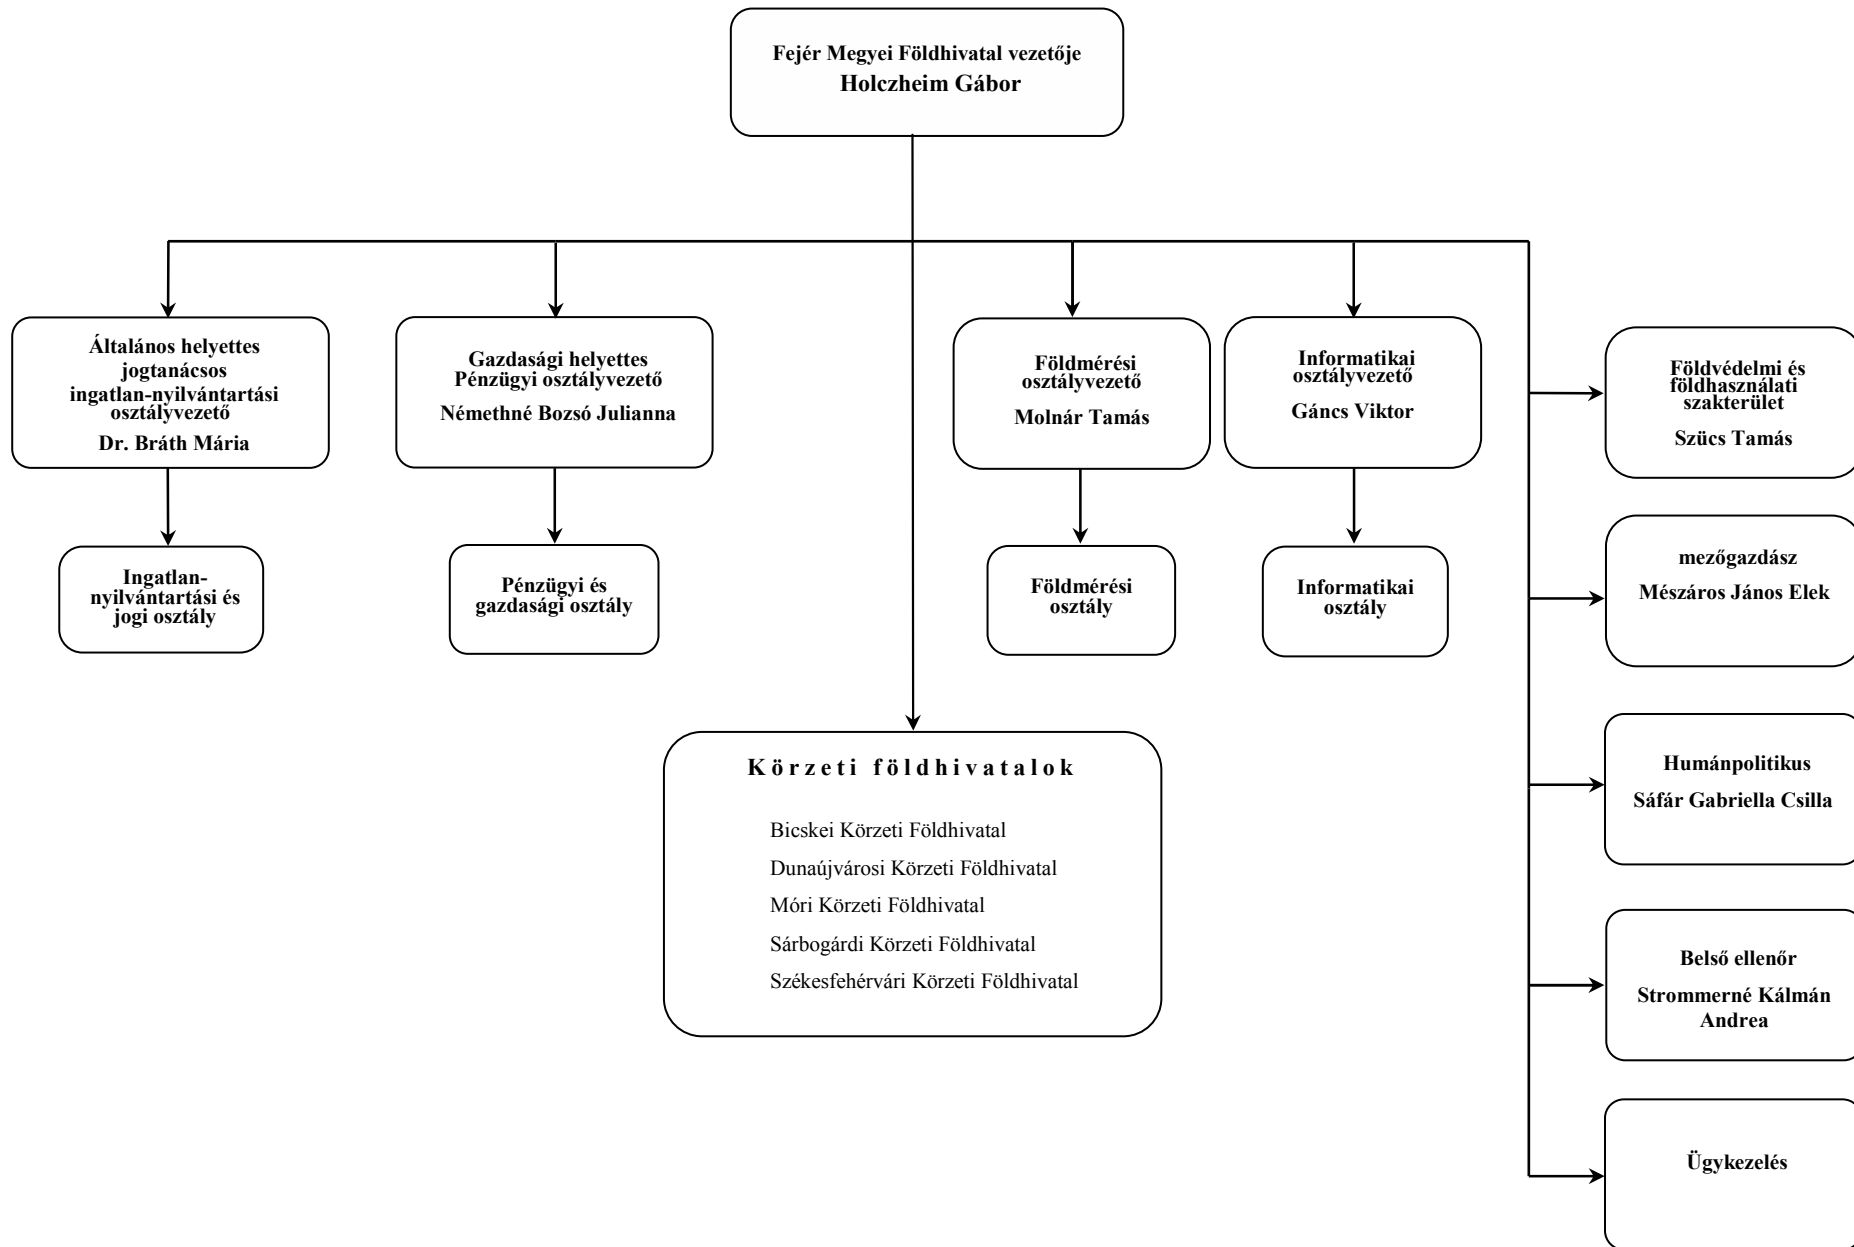 Fejér Megyei Földhivatal vezetője
Holczheim Gábor
Általános helyettes
jogtanácsos
ingatlan-nyilvántartási
osztályvezető
Dr. Bráth Mária
Gazdasági helyettes
Pénzügyi osztályvezető
Némethné Bozsó Julianna
Földmérési
osztályvezető
Molnár Tamás
Informatikai
osztályvezető
Gáncs Viktor
Földvédelmi és
földhasználati
szakterület
Szücs Tamás
Ingatlan-
nyilvántartási és
jogi osztály
Pénzügyi és
gazdasági osztály
Földmérési
osztály
Informatikai
osztály
mezőgazdász
Mészáros János Elek
Körzeti földhivatalok
Bicskei Körzeti Földhivatal
Dunaújvárosi Körzeti Földhivatal
Móri Körzeti Földhivatal
Sárbogárdi Körzeti Földhivatal
Székesfehérvári Körzeti Földhivatal
Humánpolitikus
Sáfár Gabriella Csilla
Belső ellenőr
Strommerné Kálmán
Andrea
Ügykezelés